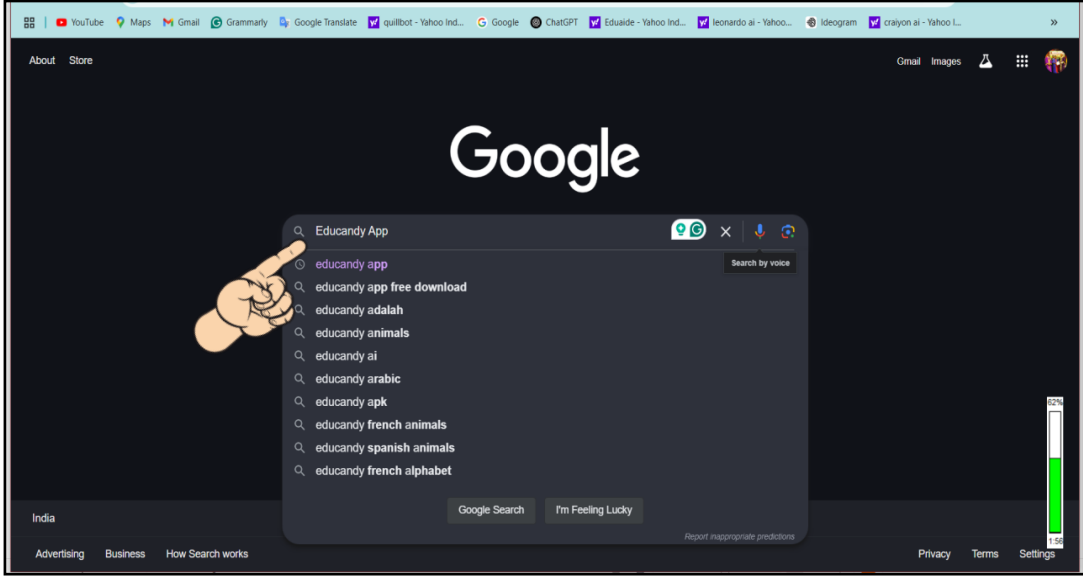 YouTube Maps Gmail Grammarly Google Translate quillbot - Yahoo Ind... Google ChatGPT Eduaide - Yahoo Ind... leonardo ai - Yahoo... Ideogram craiyon ai - Yahoo I... »
About Store Gmail Images
Google
Educandy App
Search by voice
educandy app
educandy app free download
educandy adalah
educandy animals
educandy ai
educandy arabic
educandy apk
educandy french animals
educandy spanish animals
educandy french alphabet
62%
Google Search I'm Feeling Lucky
India
Report inappropriate predictions
1:56
Advertising Business How Search works Privacy Terms Settings